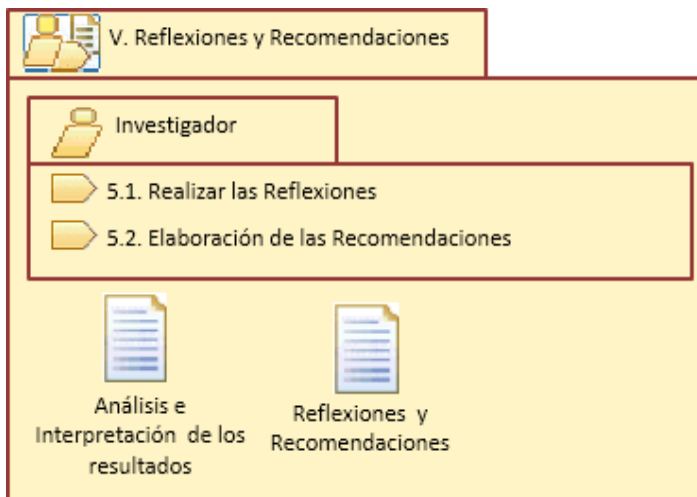 V. Reflexiones y Recomendaciones
Investigador
5.1. Realizar las Reflexiones
5.2. Elaboración de las Recomendaciones
Análisis e
Interpretación de los
resultados
Reflexiones y
Recomendaciones